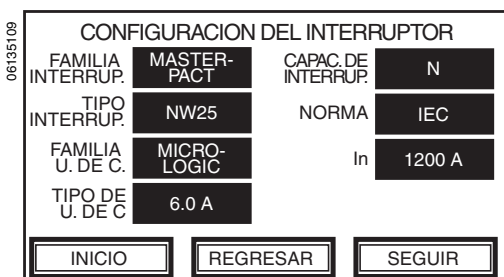 06135109
CONFIGURACION DEL INTERRUPTOR
FAMILIA INTERRUP.
MASTER-
PACT
CAPAC. DE INTERRUP.
N
TIPO INTERRUP.
NW25
NORMA
IEC
FAMILIA U. DE C.
MICRO-
LOGIC
In
1200 A
TIPO DE U. DE C
6.0 A
INICIO
REGRESAR
SEGUIR